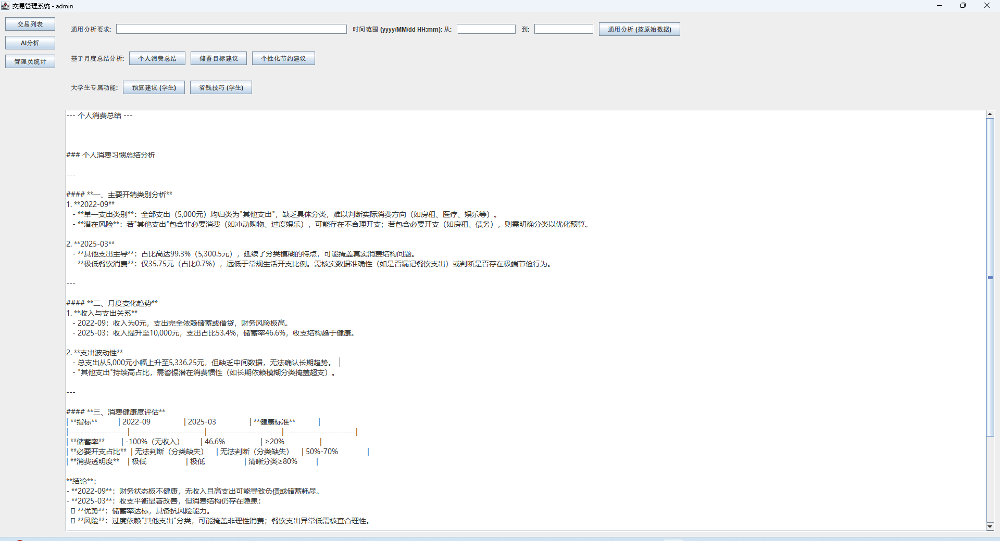 交易管理系统 - admin
交易列表
AI分析
管理员统计
通用分析要求:
时间范围 (yyyy/MM/dd HH:mm): 从:
到:
通用分析 (按原始数据)
基于月度总结分析:
个人消费总结
储蓄目标建议
个性化节约建议
大学生专属功能:
预算建议 (学生)
省钱技巧 (学生)
--- 个人消费总结 ---
### 个人消费习惯总结分析
---
#### **一、主要开销类别分析**
1. **2022-09**
- **单一支出类别**：全部支出（5,000元）均归类为"其他支出"，缺乏具体分类，难以判断实际消费方向（如房租、医疗、娱乐等）。
- **潜在风险**：若"其他支出"包含非必要消费（如冲动购物、过度娱乐），可能存在不合理开支；若包含必要开支（如房租、债务），则需明确分类以优化预算。
2. **2025-03**
- **其他支出主导**：占比高达99.3%（5,300.5元），延续了分类模糊的特点，可能掩盖真实消费结构问题。
- **极低餐饮消费**：仅35.75元（占比0.7%），远低于常规生活开支比例。需核实数据准确性（如是否漏记餐饮支出）或判断是否存在极端节俭行为。
---
#### **二、月度变化趋势**
1. **收入与支出关系**
- 2022-09：收入为0元，支出完全依赖储蓄或借贷，财务风险极高。
- 2025-03：收入提升至10,000元，支出占比53.4%，储蓄率46.6%，收支结构趋于健康。
2. **支出波动性**
- 总支出从5,000元小幅上升至5,336.25元，但缺乏中间数据，无法确认长期趋势。
- "其他支出"持续高占比，需警惕潜在消费惯性（如长期依赖模糊分类掩盖超支）。
---
#### **三、消费健康度评估**
| **指标** | 2022-09 | 2025-03 | **健康标准** |
|-------------------|------------------------|------------------------|-----------------------|
| **储蓄率** | -100%（无收入） | 46.6% | ≥20% |
| **必要开支占比** | 无法判断（分类缺失） | 无法判断（分类缺失） | 50%-70% |
| **消费透明度** | 极低 | 极低 | 清晰分类≥80% |
**结论**：
- **2022-09**：财务状态极不健康，无收入且高支出可能导致负债或储蓄耗尽。
- **2025-03**：收支平衡显著改善，但消费结构仍存在隐患：
**优势**：储蓄率达标，具备抗风险能力。
**风险**：过度依赖"其他支出"分类，可能掩盖非理性消费；餐饮支出异常低需核查合理性。